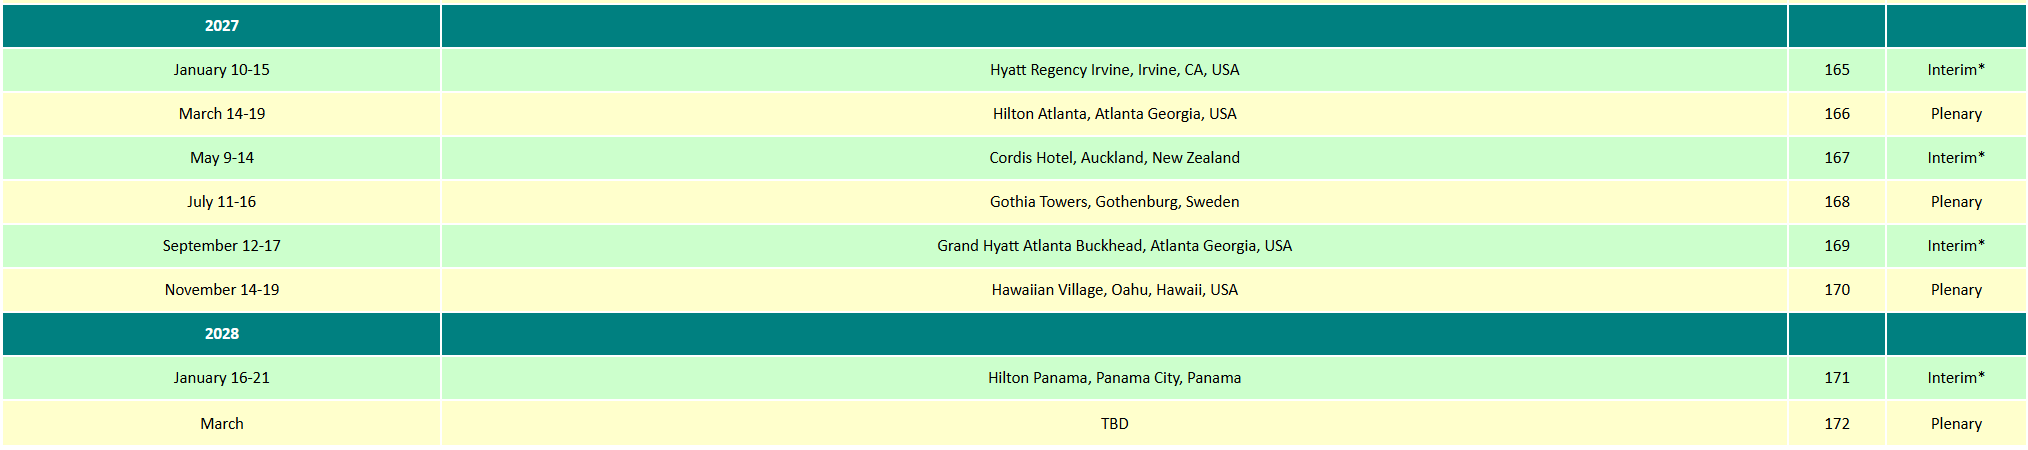 2027
January 10-15 Hyatt Regency Irvine, Irvine, CA, USA 165 Interim*
March 14-19 Hilton Atlanta, Atlanta Georgia, USA 166 Plenary
May 9-14 Cordis Hotel, Auckland, New Zealand 167 Interim*
July 11-16 Gothia Towers, Gothenburg, Sweden 168 Plenary
September 12-17 Grand Hyatt Atlanta Buckhead, Atlanta Georgia, USA 169 Interim*
November 14-19 Hawaiian Village, Oahu, Hawaii, USA 170 Plenary
2028
January 16-21 Hilton Panama, Panama City, Panama 171 Interim*
March TBD 172 Plenary